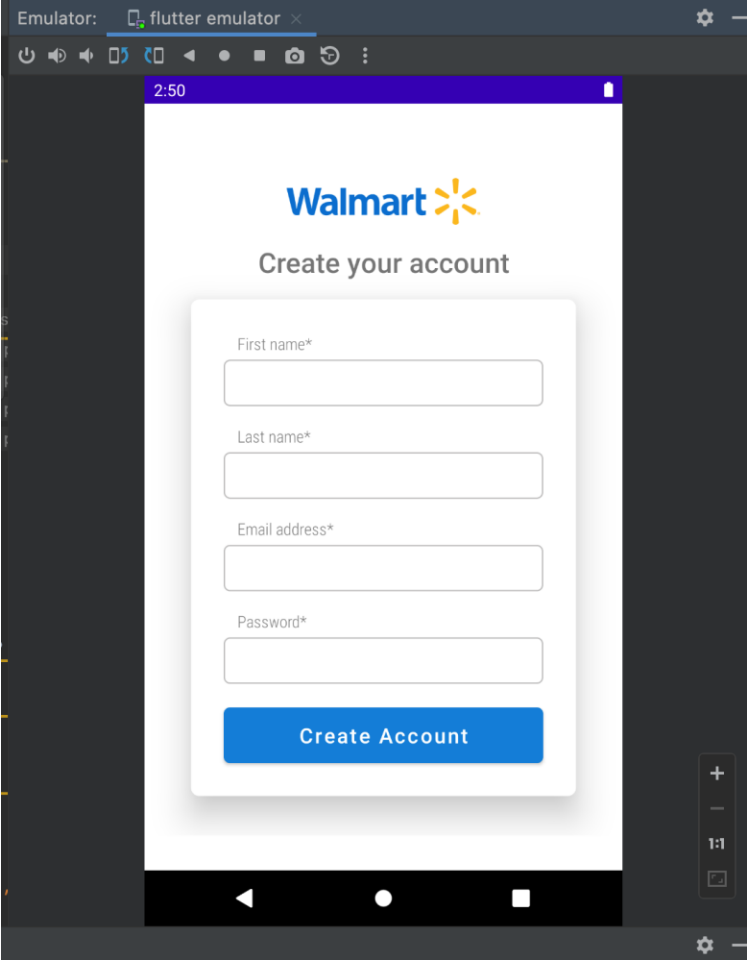 Emulator: flutter emulator
2:50
Walmart
Create your account
First name*
Last name*
Email address*
Password*
Create Account
1:1